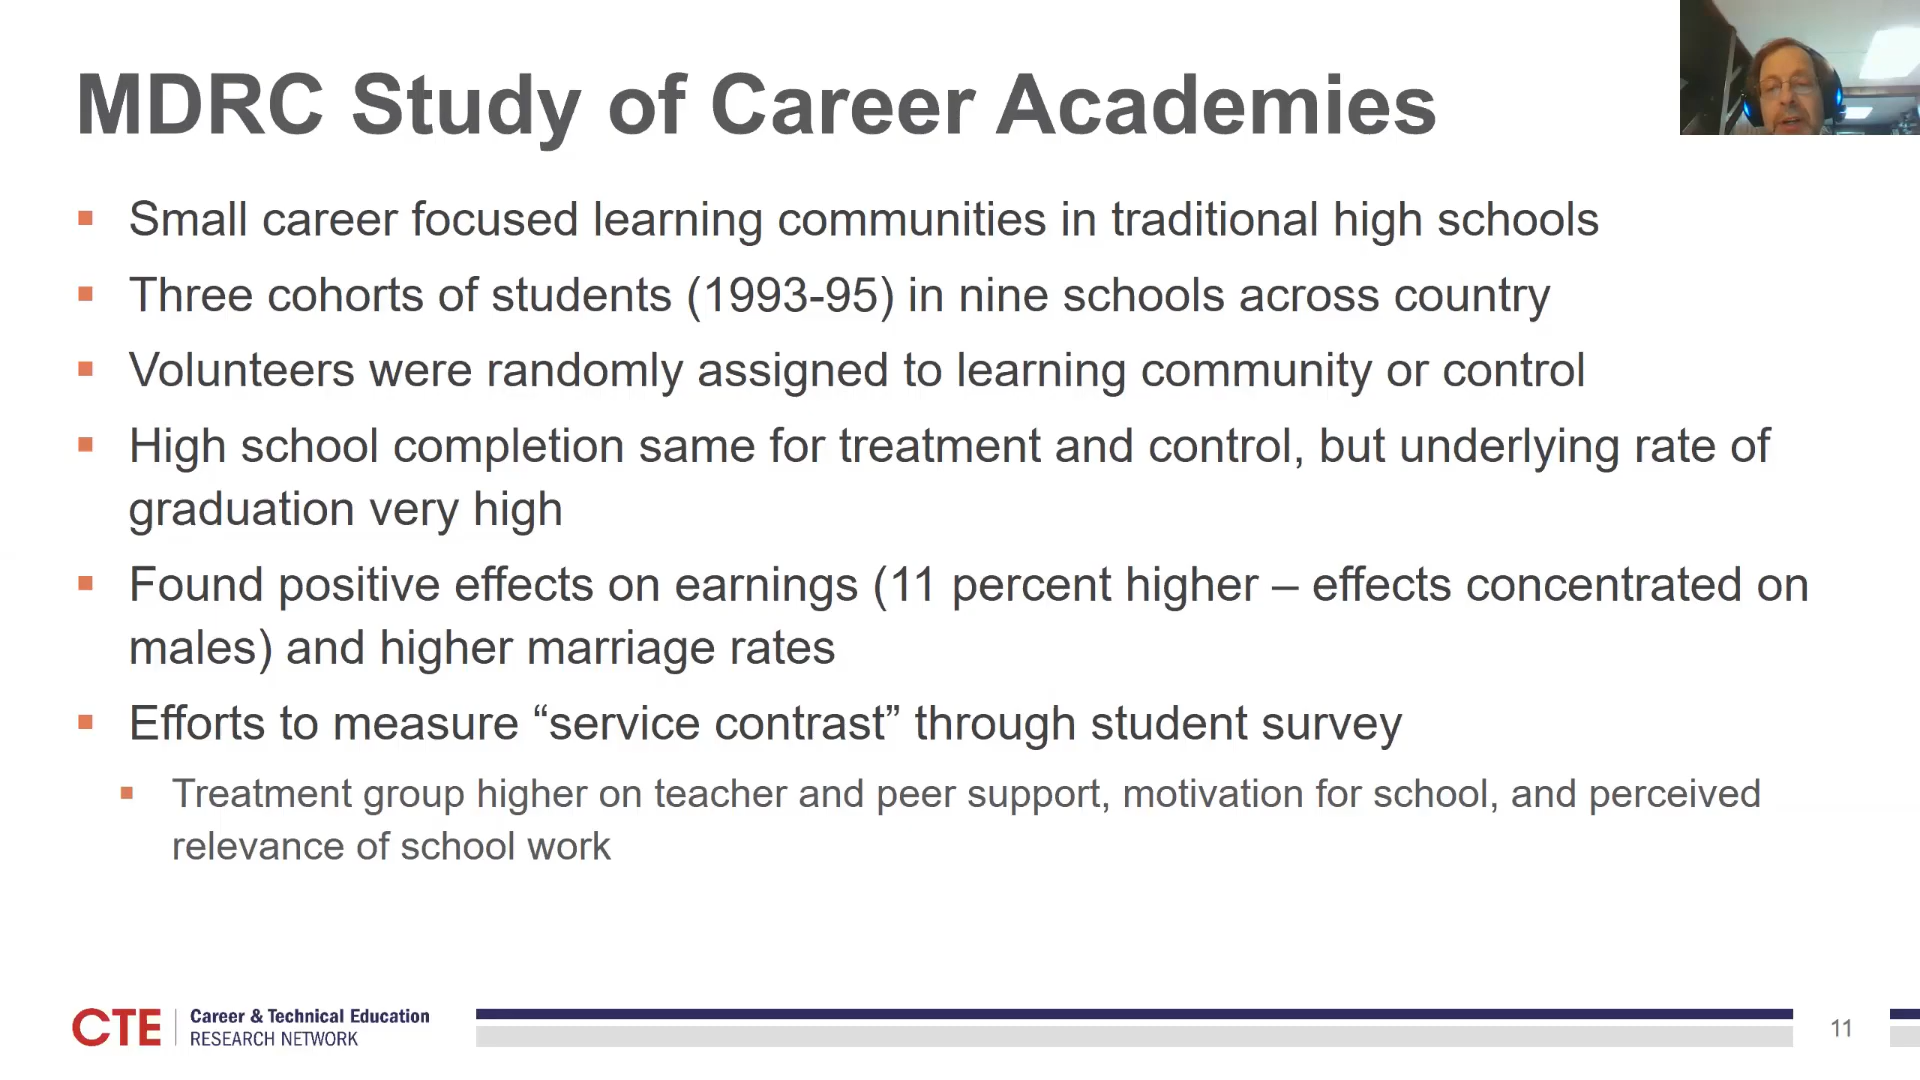 MDRC Study of Career Academies
▪ Small career focused learning communities in traditional high schools
▪ Three cohorts of students (1993-95) in nine schools across country
▪ Volunteers were randomly assigned to learning community or control
▪ High school completion same for treatment and control, but underlying rate of
graduation very high
▪ Found positive effects on earnings (11 percent higher – effects concentrated on
males) and higher marriage rates
▪ Efforts to measure “service contrast” through student survey
▪ Treatment group higher on teacher and peer support, motivation for school, and perceived
relevance of school work
CTE
Career & Technical Education
RESEARCH NETWORK
11